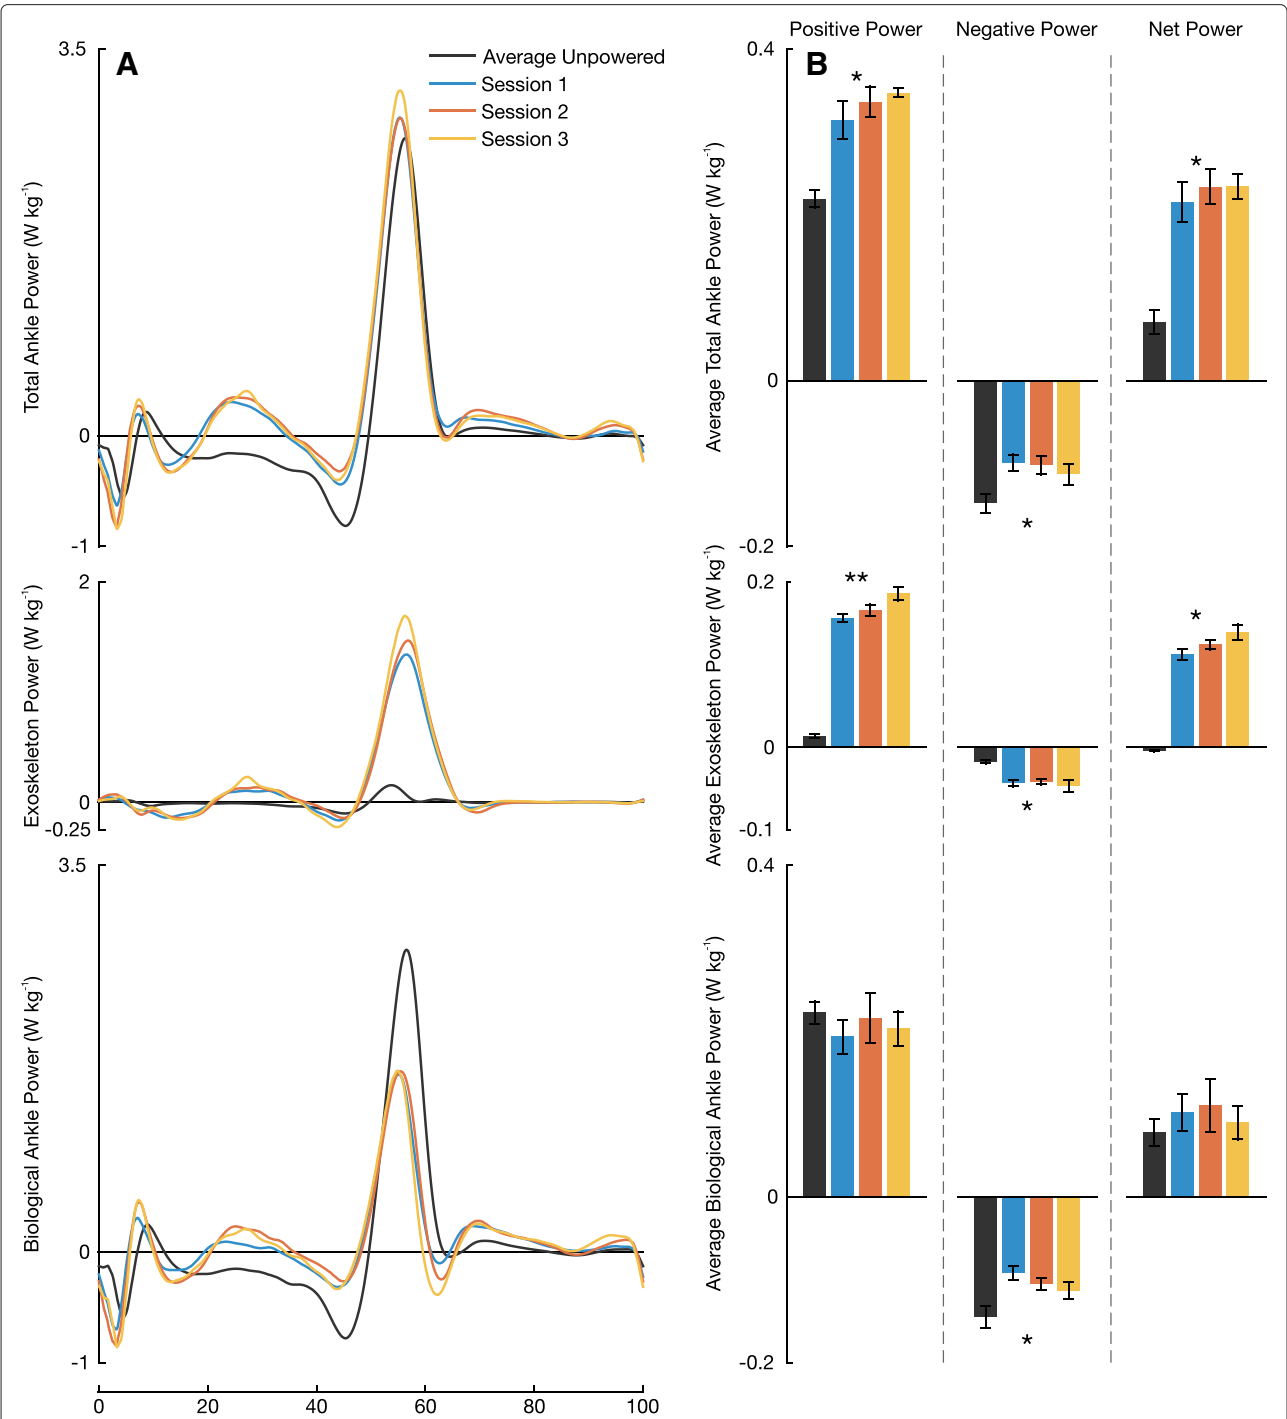 A
3.5
0
-1
Total Ankle Power (W kg⁻¹)
Average Unpowered
Session 1
Session 2
Session 3
2
0
-0.25
Exoskeleton Power (W kg⁻¹)
3.5
0
-1
Biological Ankle Power (W kg⁻¹)
0 20 40 60 80 100
B
Positive Power Negative Power Net Power
0.4
0
-0.2
Average Total Ankle Power (W kg⁻¹)
* * *
0.2
0
-0.1
Average Exoskeleton Power (W kg⁻¹)
** * *
0.4
0
-0.2
Average Biological Ankle Power (W kg⁻¹)
*